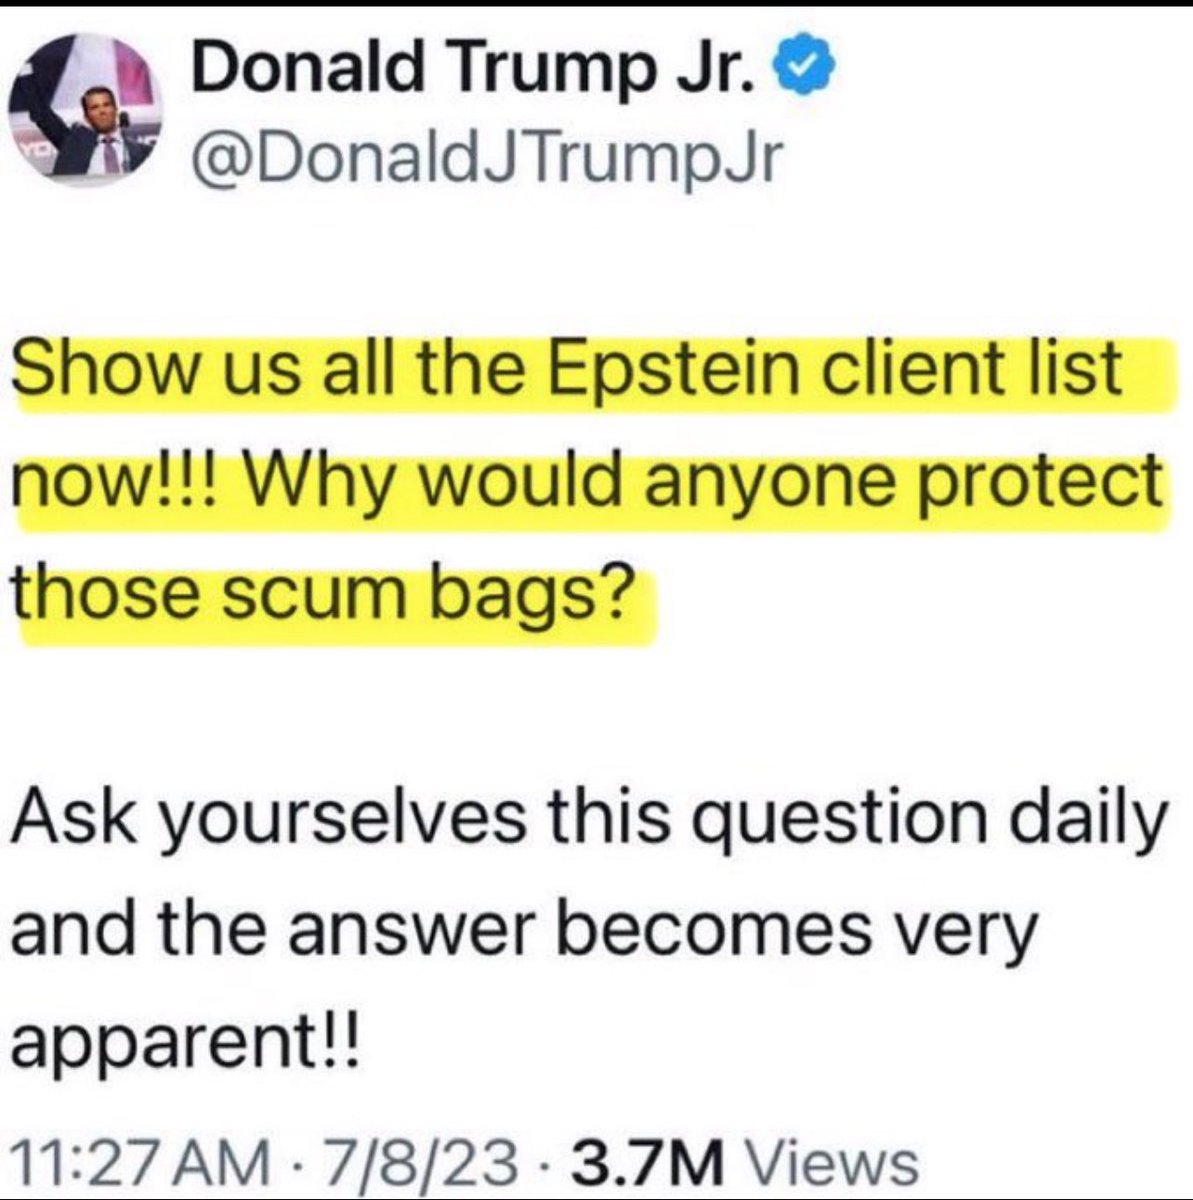 Donald Trump Jr.
@DonaldJTrumpJr
Show us all the Epstein client list
now!!! Why would anyone protect
those scum bags?
Ask yourselves this question daily
and the answer becomes very
apparent!!
11:27 AM · 7/8/23 · 3.7M Views